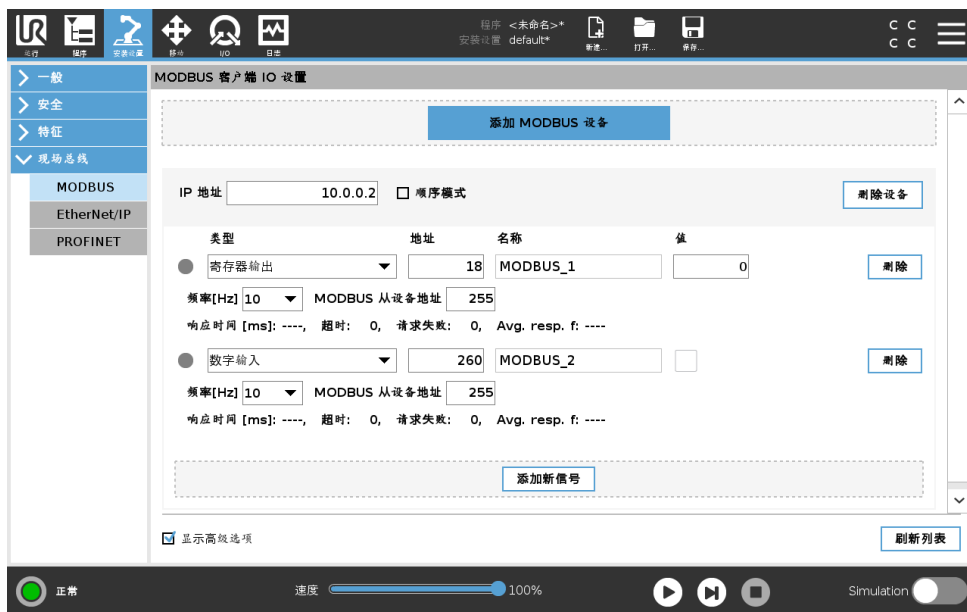 UR
程序 <未命名>*
安装设置 default*
运行 程序 安装设置 移动 I/O 日志 新建... 打开... 保存...
C C
C C
一般
安全
特征
现场总线
MODBUS
EtherNet/IP
PROFINET
MODBUS 客户端 IO 设置
添加 MODBUS 设备
IP 地址 10.0.0.2 顺序模式 删除设备
类型 地址 名称 值
寄存器输出 18 MODBUS_1 0 删除
频率[Hz] 10 MODBUS 从设备地址 255
响应时间 [ms]: ----, 超时: 0, 请求失败: 0, Avg. resp. f: ----
数字输入 260 MODBUS_2 删除
频率[Hz] 10 MODBUS 从设备地址 255
响应时间 [ms]: ----, 超时: 0, 请求失败: 0, Avg. resp. f: ----
添加新信号
显示高级选项 刷新列表
正常 速度 100% Simulation